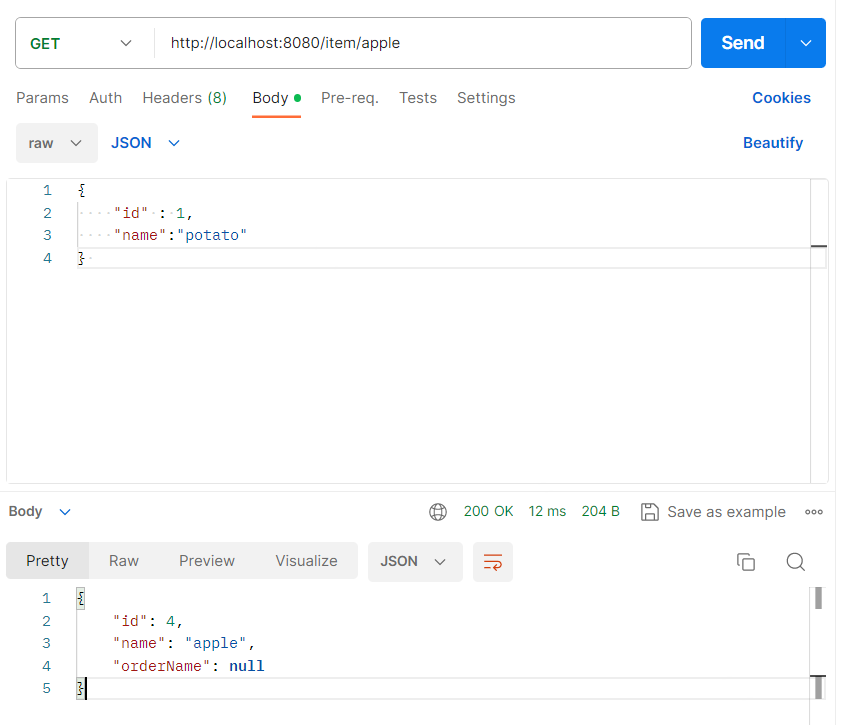 GET http://localhost:8080/item/apple Send
Params Auth Headers (8) Body Pre-req. Tests Settings Cookies
raw JSON Beautify
1 {
2 "id" : 1,
3 "name":"potato"
4 }
Body 200 OK 12 ms 204 B Save as example
Pretty Raw Preview Visualize JSON
1 {
2 "id": 4,
3 "name": "apple",
4 "orderName": null
5 }